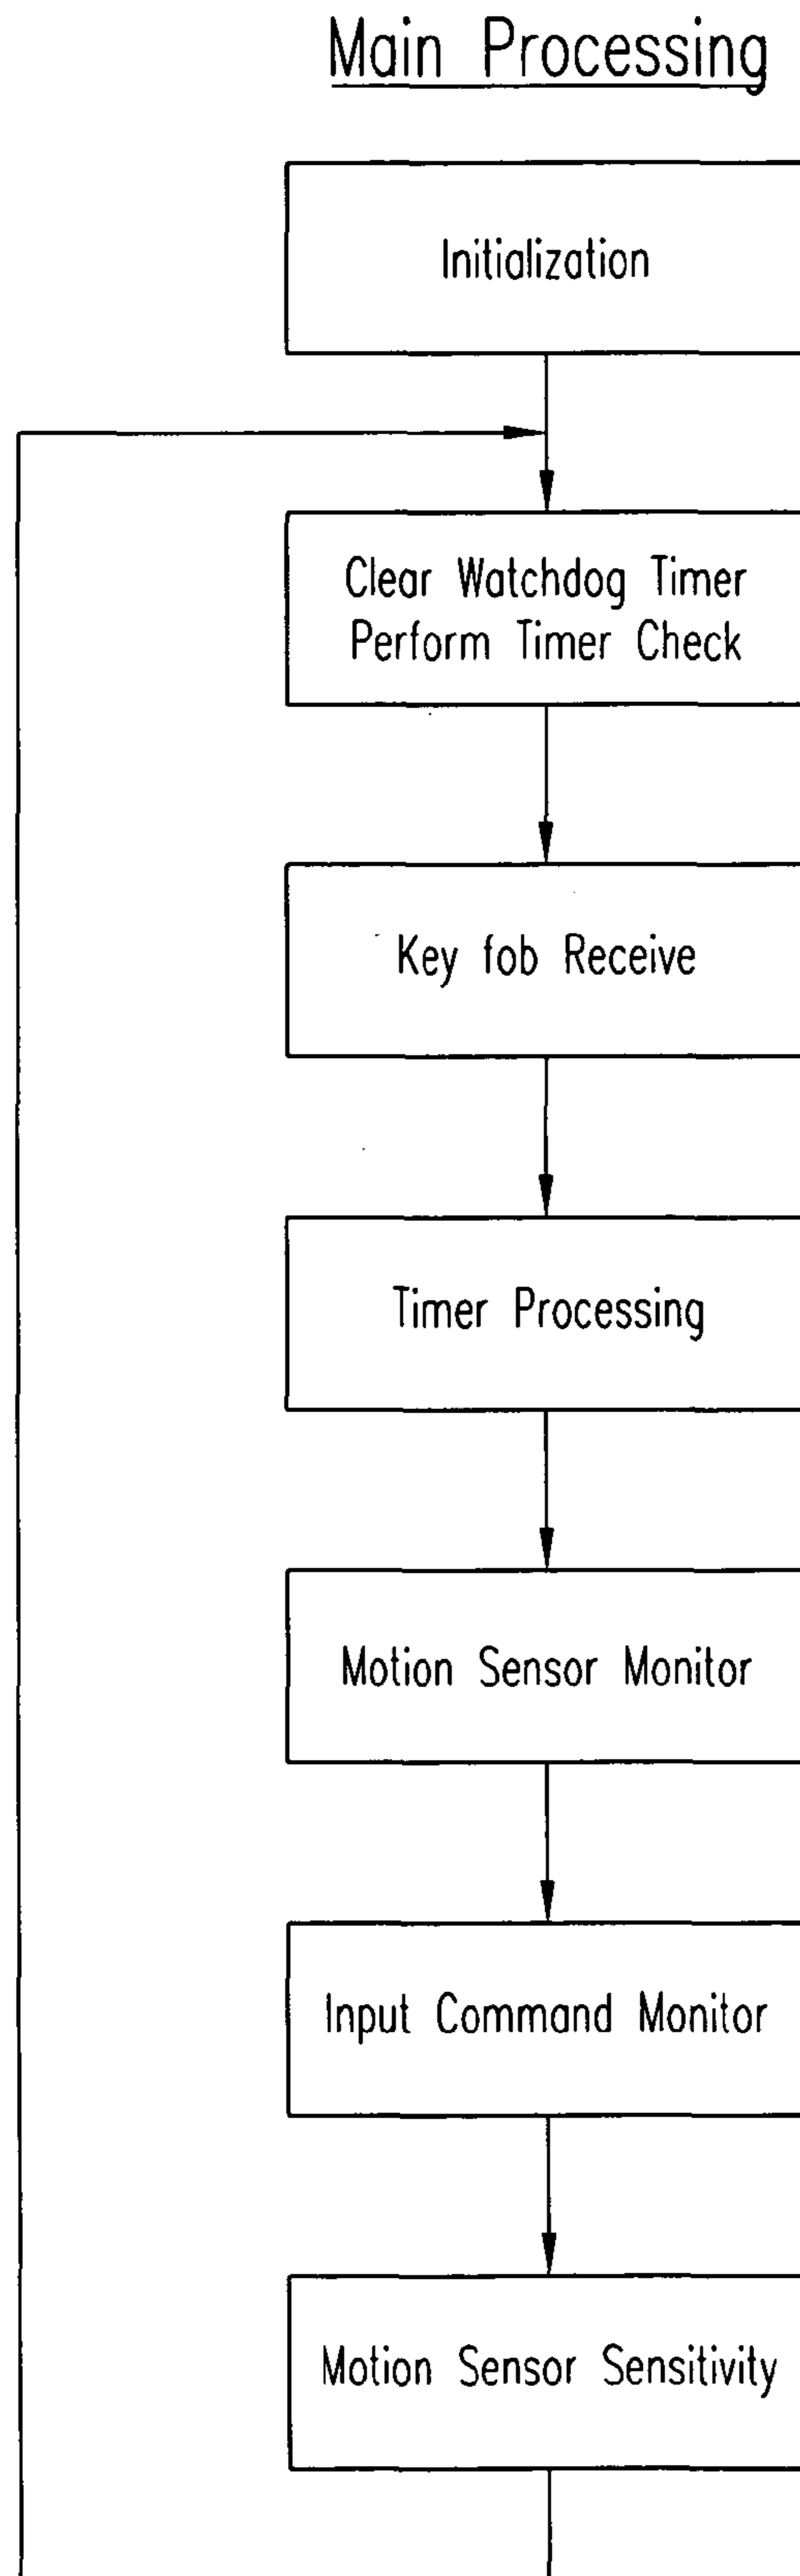 Main Processing
Initialization
Clear Watchdog Timer
Perform Timer Check
Key fob Receive
Timer Processing
Motion Sensor Monitor
Input Command Monitor
Motion Sensor Sensitivity